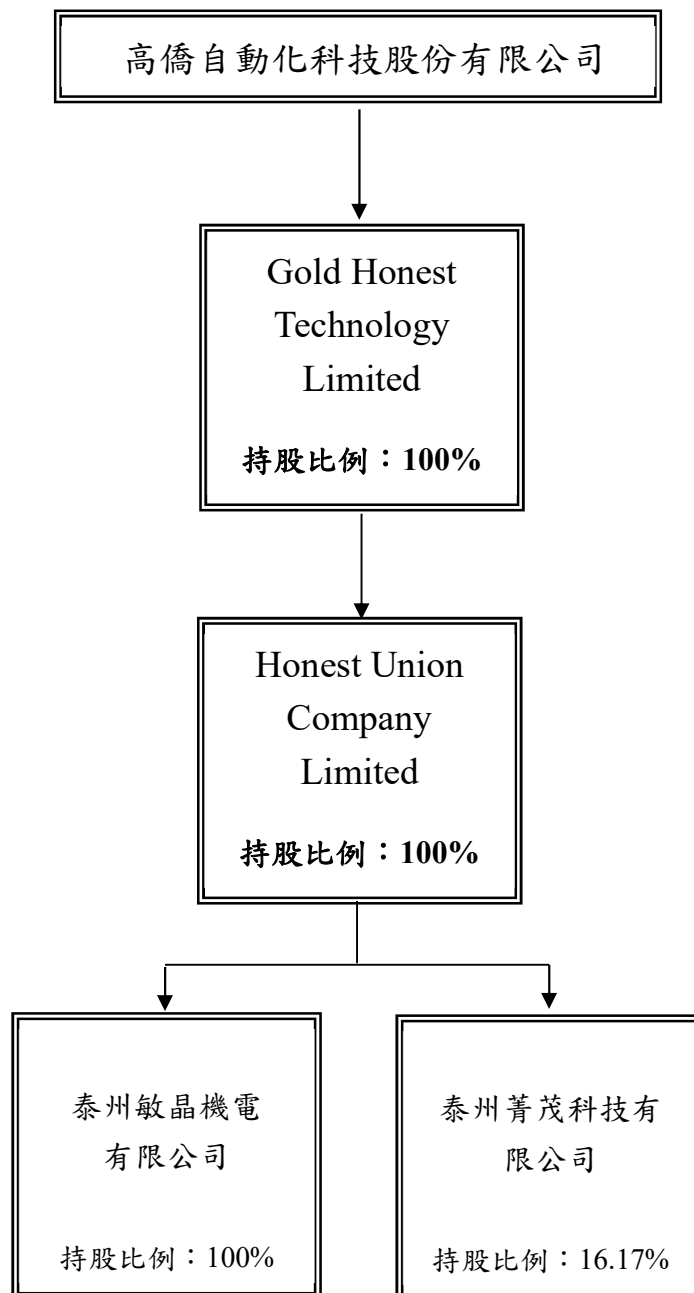 高僑自動化科技股份有限公司
Gold Honest
Technology
Limited
持股比例：100%
Honest Union
Company
Limited
持股比例：100%
泰州敏晶機電
有限公司
持股比例：100%
泰州菁茂科技有
限公司
持股比例：16.17%